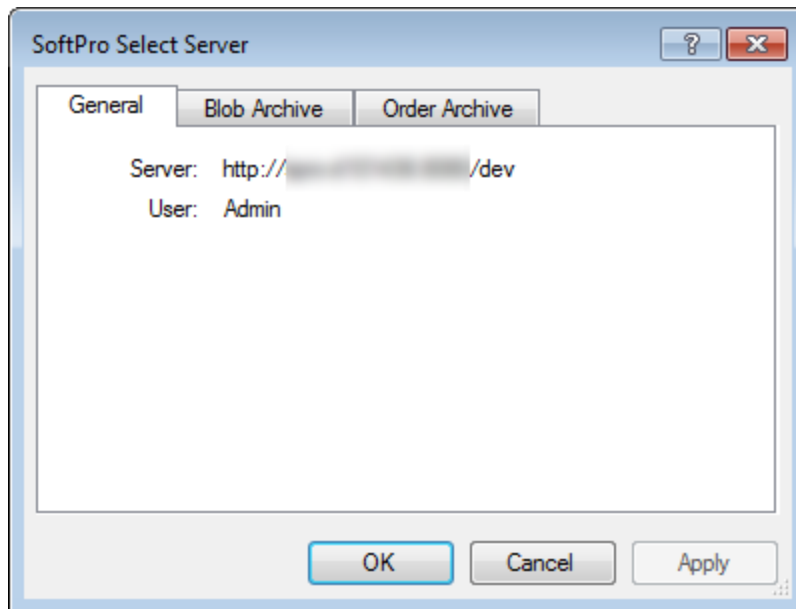 SoftPro Select Server
General Blob Archive Order Archive
Server: http:// /dev
User: Admin
OK Cancel Apply